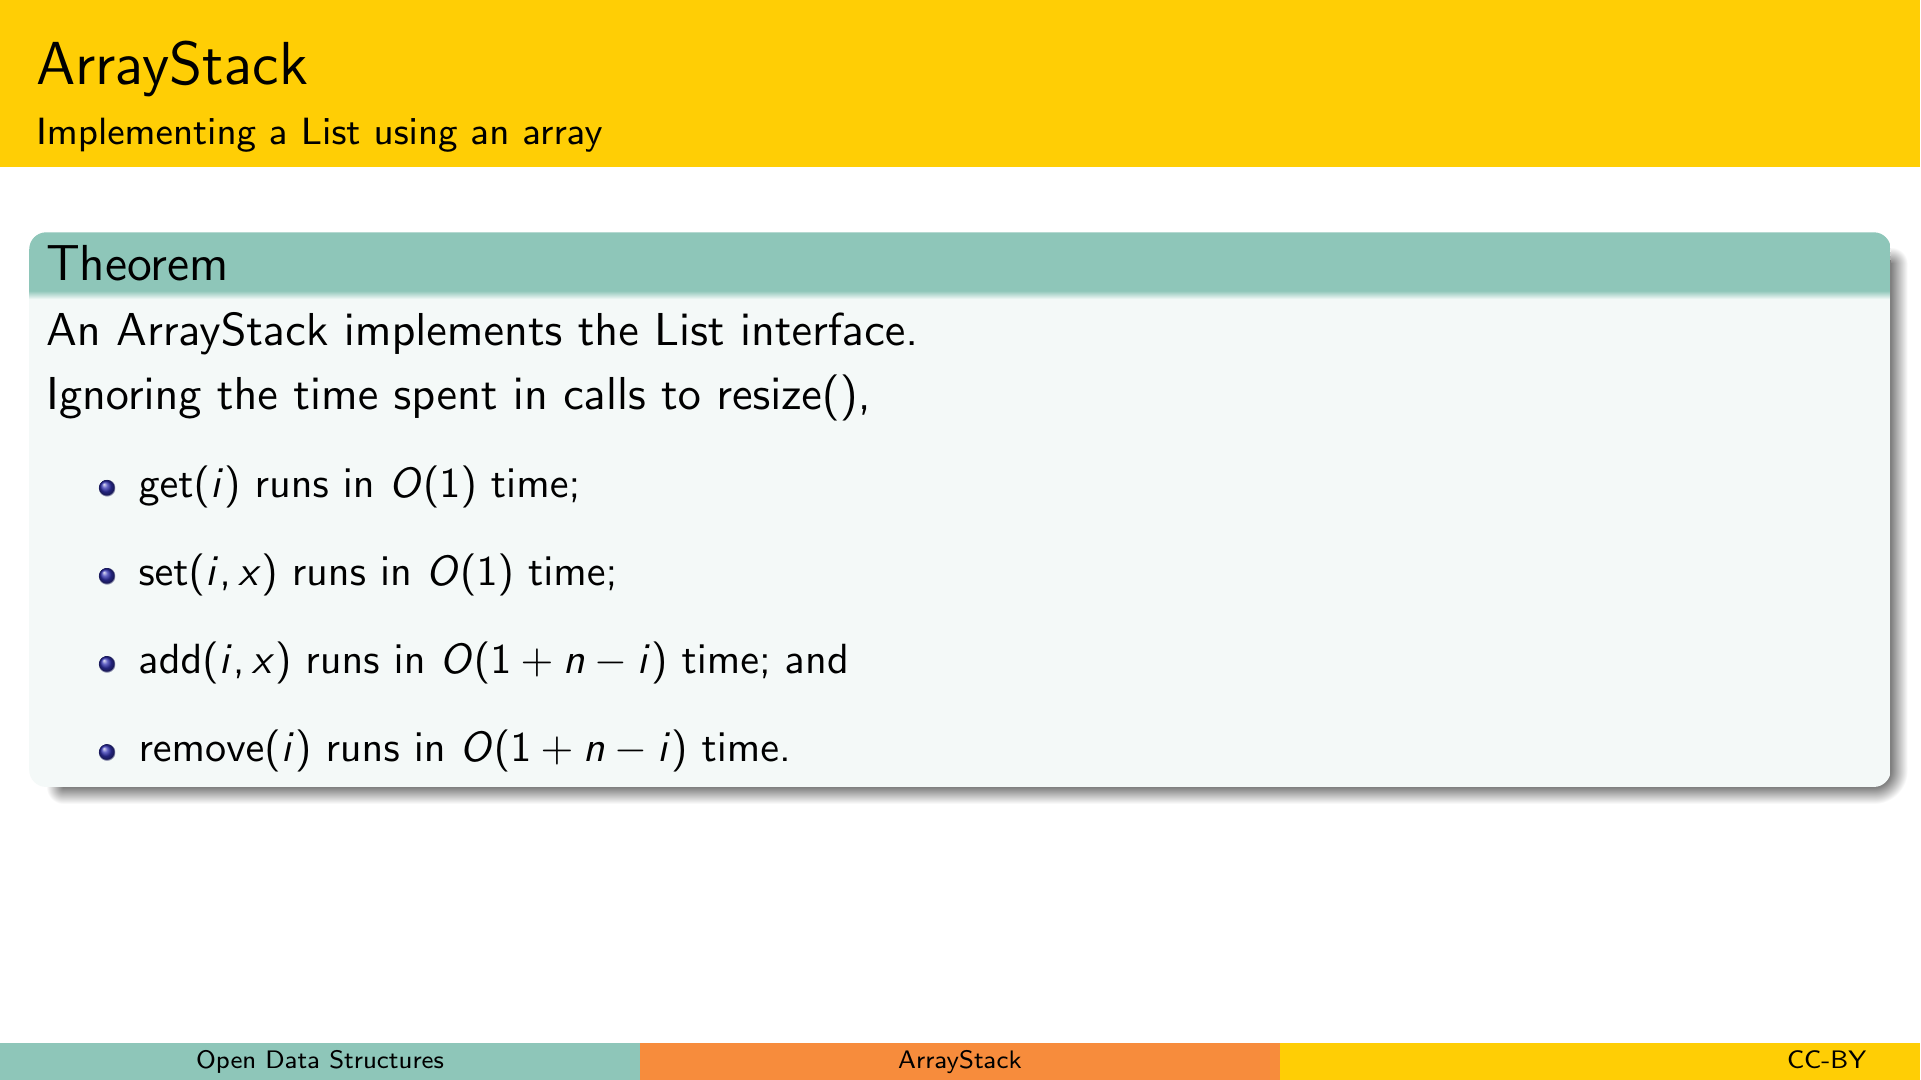 ArrayStack
Implementing a List using an array
Theorem
An ArrayStack implements the List interface.
Ignoring the time spent in calls to resize(),
get(i) runs in O(1) time;
set(i, x) runs in O(1) time;
add(i, x) runs in O(1 + n − i) time; and
remove(i) runs in O(1 + n − i) time.
Open Data Structures
ArrayStack
CC-BY